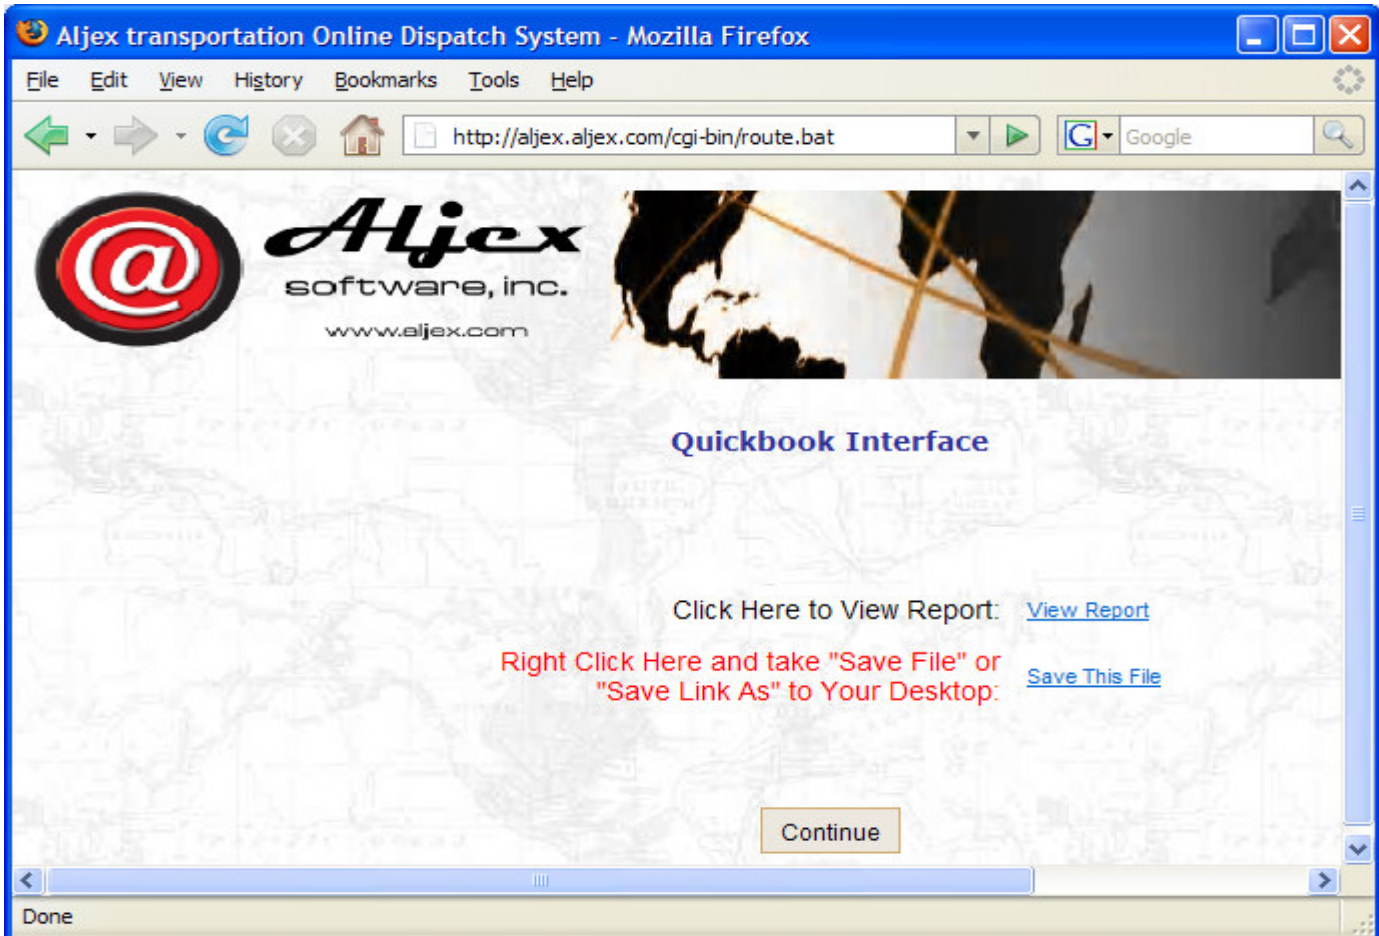 Aljex transportation Online Dispatch System - Mozilla Firefox
File Edit View History Bookmarks Tools Help
http://aljex.aljex.com/cgi-bin/route.bat G Google
@ Aljex
software, inc.
www.aljex.com
Quickbook Interface
Click Here to View Report: View Report
Right Click Here and take "Save File" or
"Save Link As" to Your Desktop: Save This File
Continue
Done